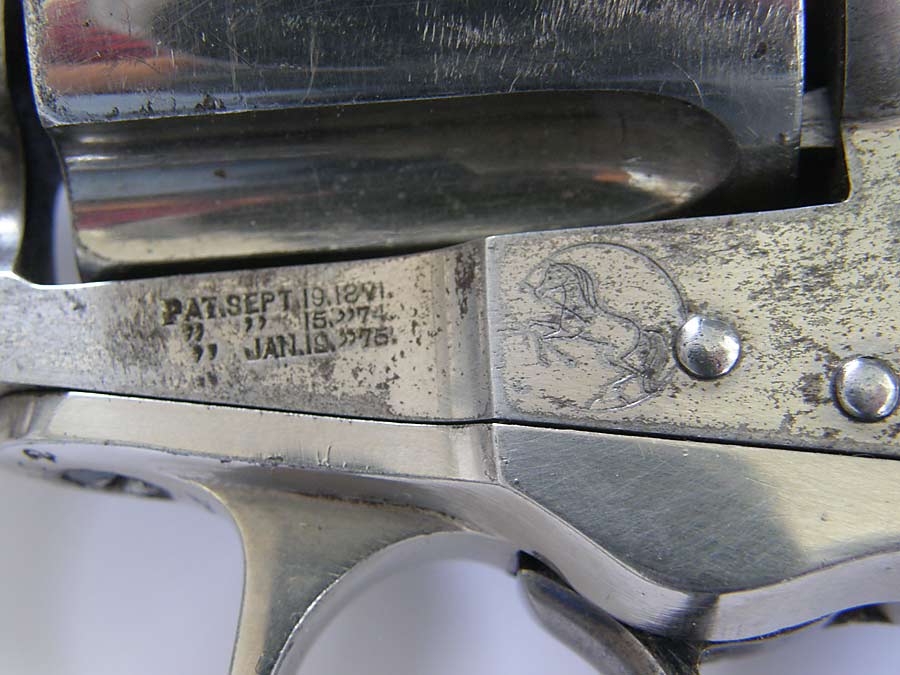 PAT. SEPT 19. 1871.
„ „ 15. ” 74.
„ JAN. 19 ” 75.